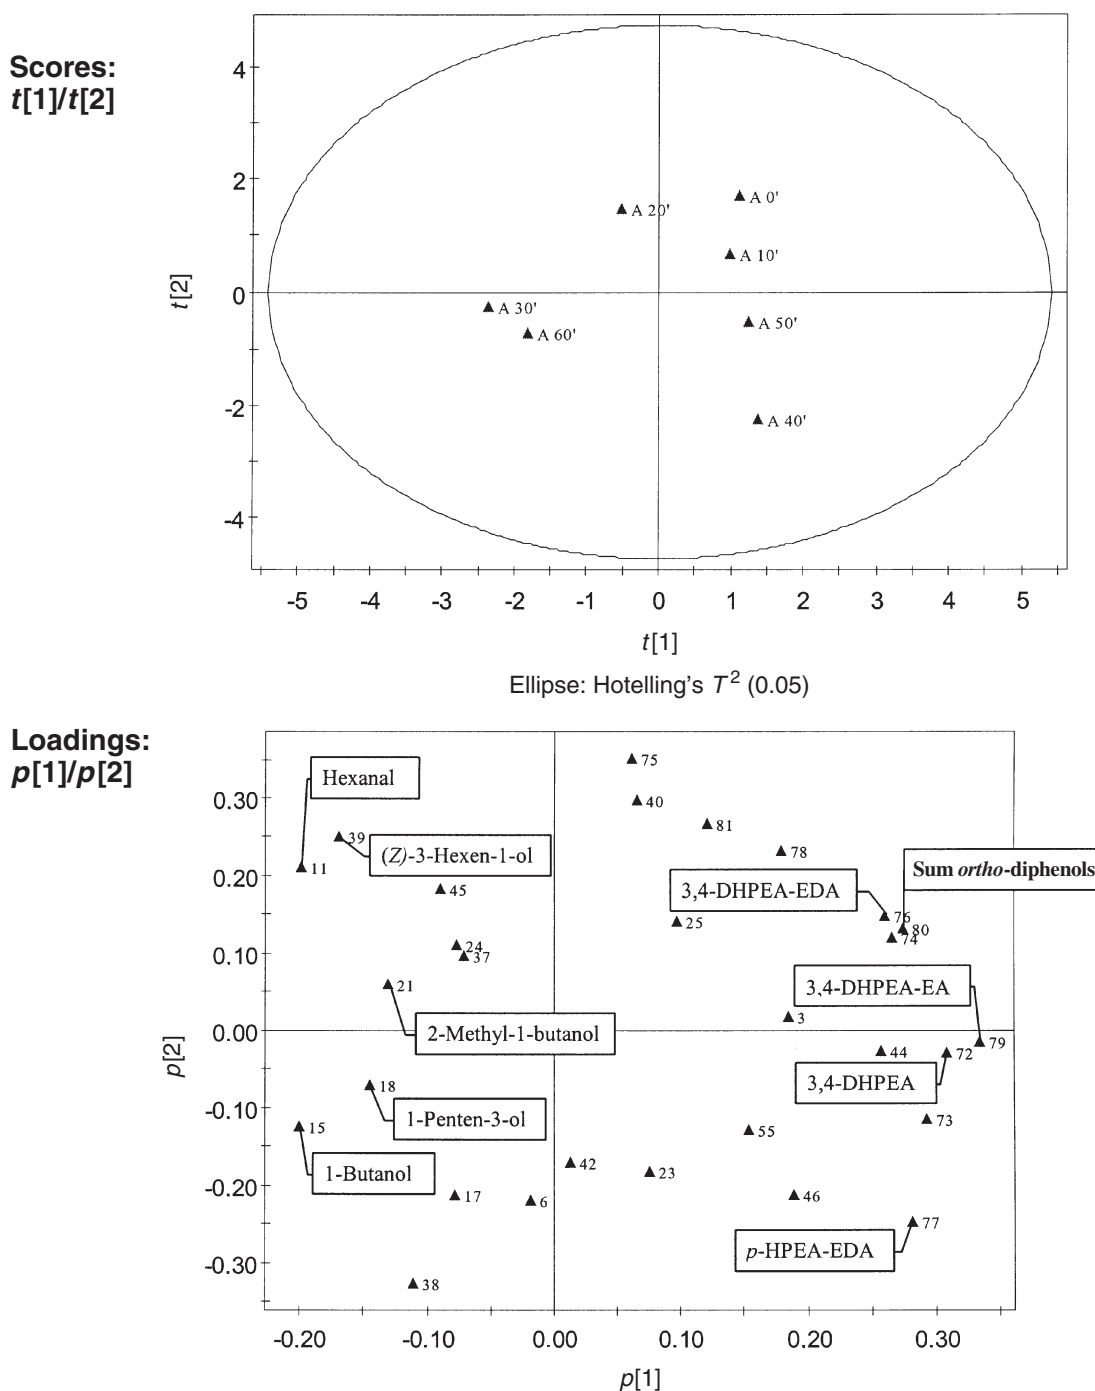 Scores:
t[1]/t[2]
4
2
0
-2
-4
t[2]
A 20'
A 0'
A 10'
A 30'
A 60'
A 50'
A 40'
-5 -4 -3 -2 -1 0 1 2 3 4 5
t[1]
Ellipse: Hotelling's T² (0.05)
Loadings:
p[1]/p[2]
0.30
0.20
0.10
0.00
-0.10
-0.20
-0.30
p[2]
75
Hexanal
40
81
39
(Z)-3-Hexen-1-ol
78
11
Sum ortho-diphenols
45
3,4-DHPEA-EDA
76
25
80
74
24
37
21
3,4-DHPEA-EA
3
2-Methyl-1-butanol
79
44
72
18
3,4-DHPEA
1-Penten-3-ol
73
15
55
42
23
1-Butanol
17
6
46
77
p-HPEA-EDA
38
-0.20 -0.10 0.00 0.10 0.20 0.30
p[1]